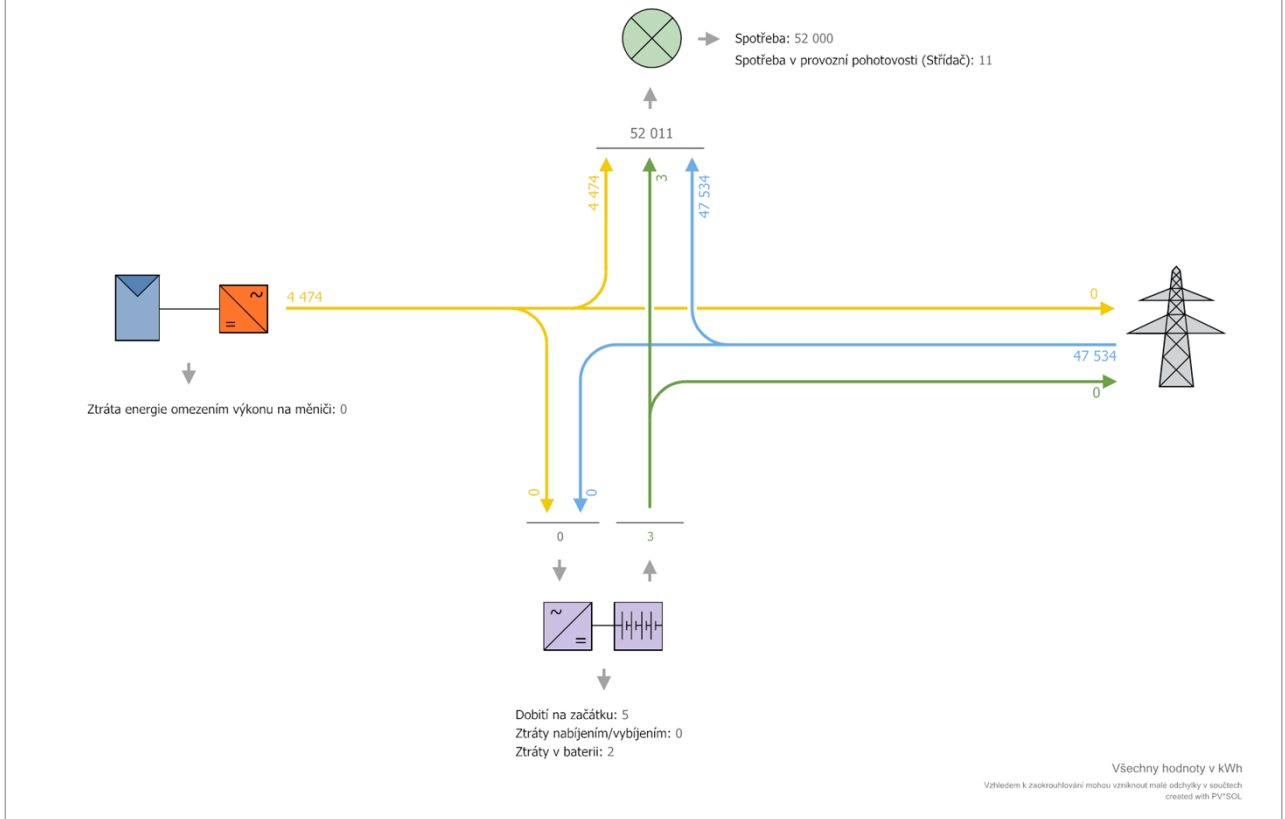 Spotřeba: 52 000
Spotřeba v provozní pohotovosti (Střídač): 11
52 011
4 474
3
47 534
4 474
0
47 534
0
Ztráta energie omezením výkonu na měniči: 0
0
0
0
3
Dobití na začátku: 5
Ztráty nabíjením/vybíjením: 0
Ztráty v baterii: 2
Všechny hodnoty v kWh
Vzhledem k zaokrouhlování mohou vzniknout malé odchylky v součtech
created with PV*SOL